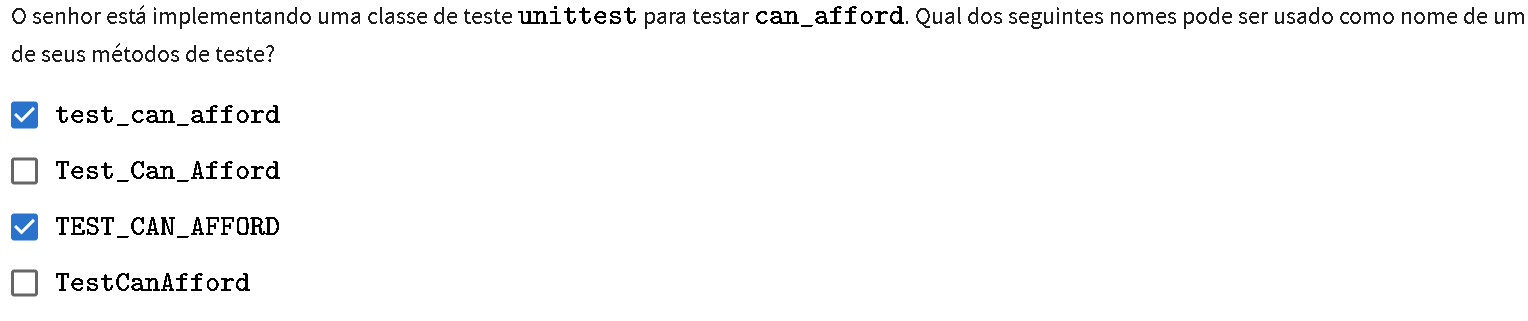 O senhor está implementando uma classe de teste unittest para testar can_afford. Qual dos seguintes nomes pode ser usado como nome de um
de seus métodos de teste?
test_can_afford
Test_Can_Afford
TEST_CAN_AFFORD
TestCanAfford